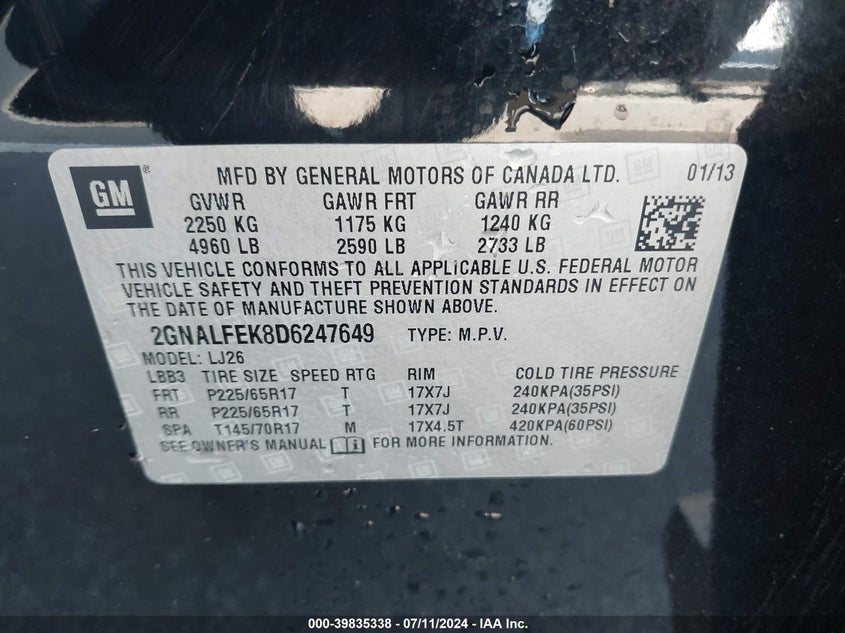 GM ®
MFD BY GENERAL MOTORS OF CANADA LTD. 01/13
GVWR GAWR FRT GAWR RR
2250 KG 1175 KG 1240 KG
4960 LB 2590 LB 2733 LB
THIS VEHICLE CONFORMS TO ALL APPLICABLE U.S. FEDERAL MOTOR
VEHICLE SAFETY AND THEFT PREVENTION STANDARDS IN EFFECT ON
THE DATE OF MANUFACTURE SHOWN ABOVE.
2GNALFEK8D6247649 TYPE: M.P.V.
MODEL: LJ26
LBB3 TIRE SIZE SPEED RTG RIM COLD TIRE PRESSURE
FRT P225/65R17 T 17X7J 240KPA(35PSI)
RR P225/65R17 T 17X7J 240KPA(35PSI)
SPA T145/70R17 M 17X4.5T 420KPA(60PSI)
SEE OWNER'S MANUAL FOR MORE INFORMATION.
000-39835338 - 07/11/2024 - IAA Inc.